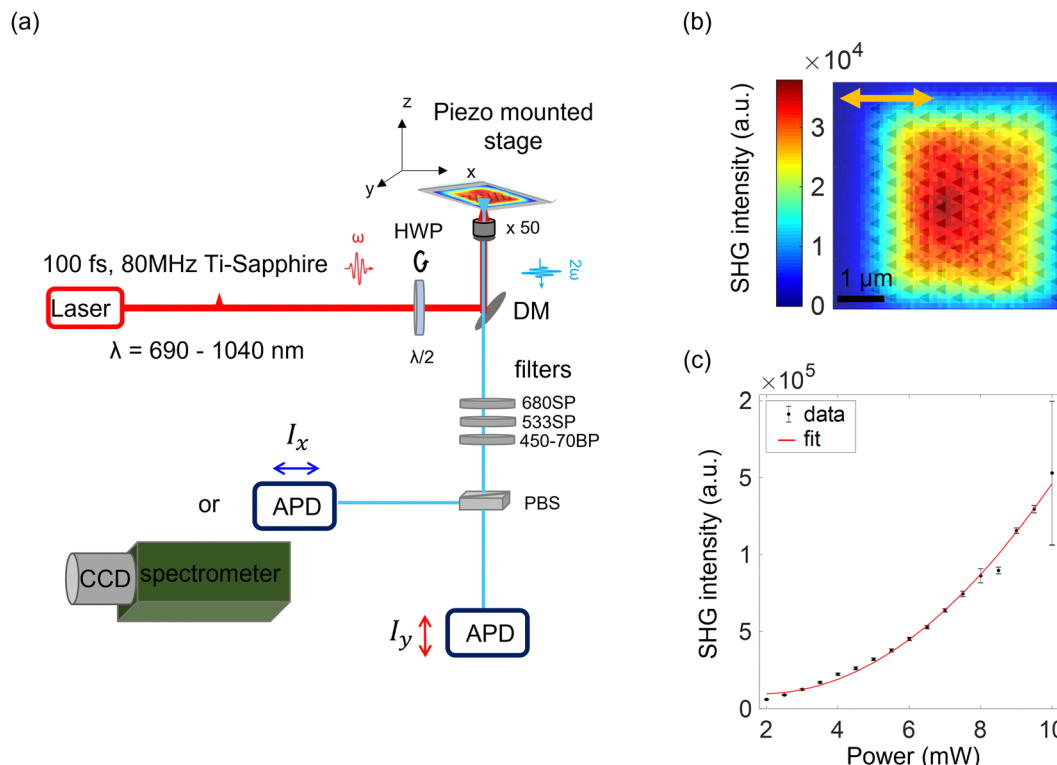 (a)
z
Piezo mounted
stage
y
x
HWP
x 50
ω
2ω
100 fs, 80MHz Ti-Sapphire
Laser
DM
λ = 690 - 1040 nm
λ/2
filters
680SP
533SP
450-70BP
I_x
or
APD
PBS
CCD
spectrometer
I_y
APD
(b)
×10⁴
SHG intensity (a.u.)
3
2
1
0
1 μm
(c)
×10⁵
SHG intensity (a.u.)
2
5
1
5
0
data
fit
2
4
6
8
10
Power (mW)